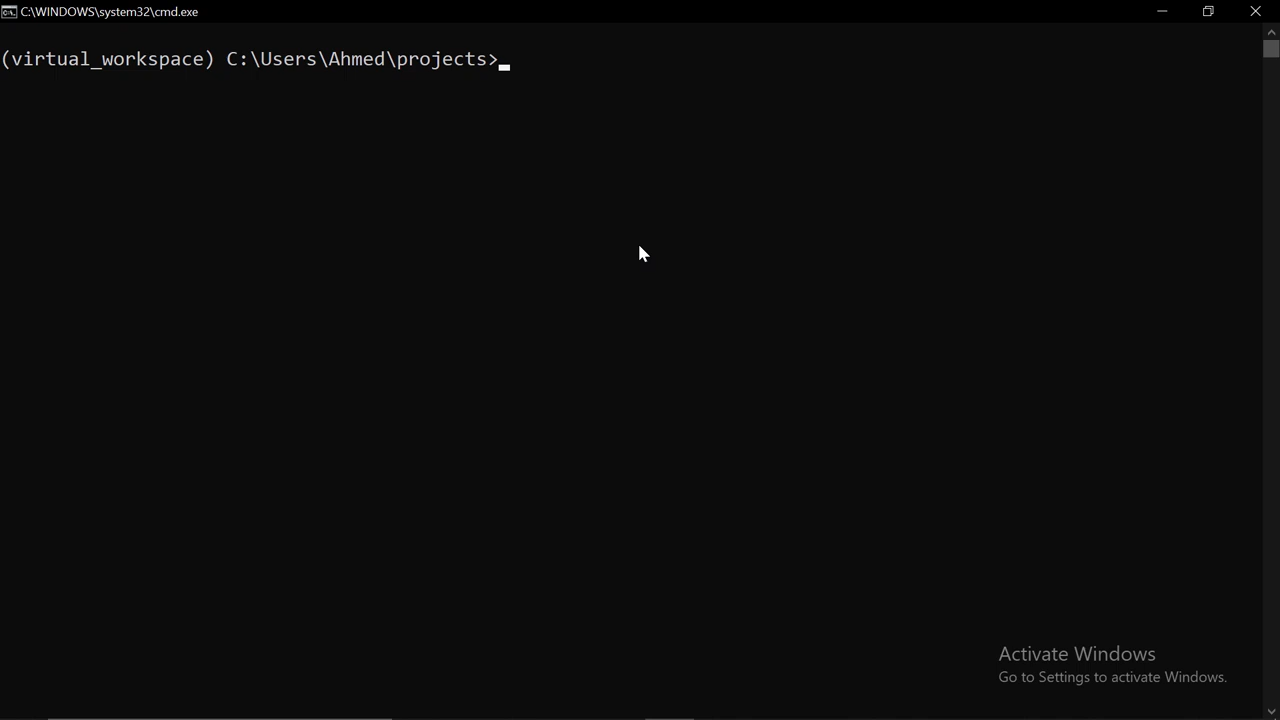 C:\WINDOWS\system32\cmd.exe
(virtual_workspace) C:\Users\Ahmed\projects>
Activate Windows
Go to Settings to activate Windows.